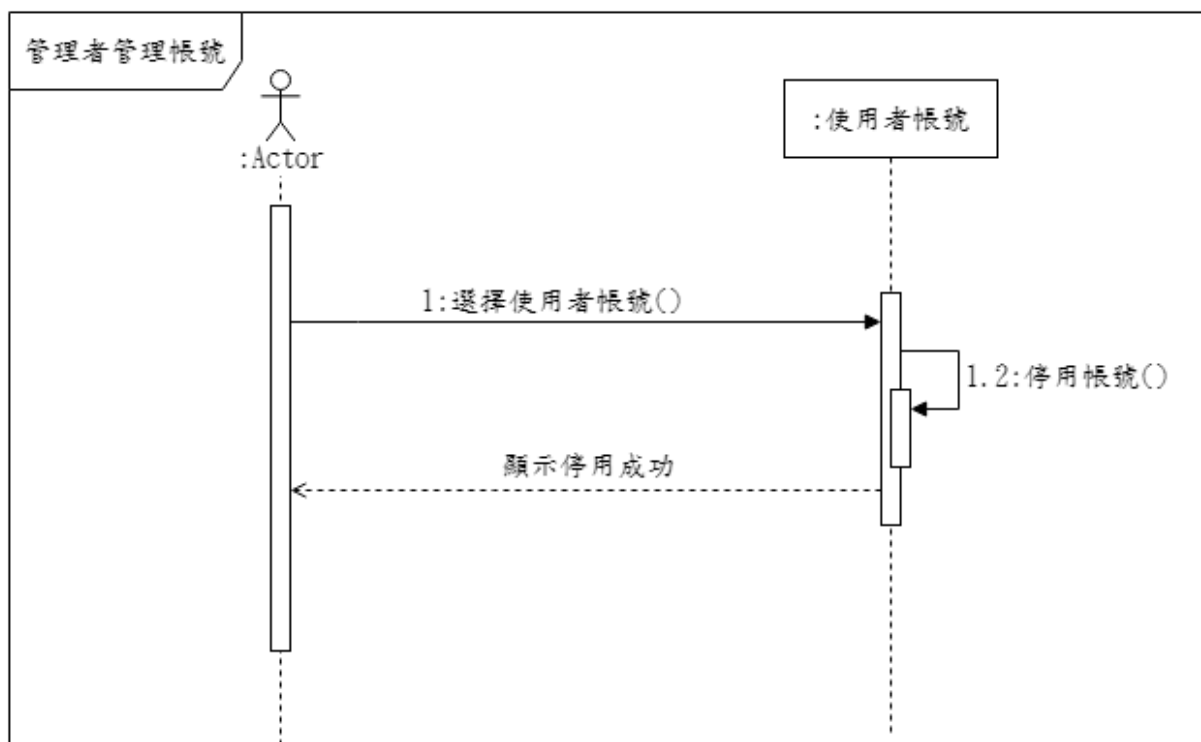 管理者管理帳號
:Actor
:使用者帳號
1:選擇使用者帳號()
1.2:停用帳號()
顯示停用成功